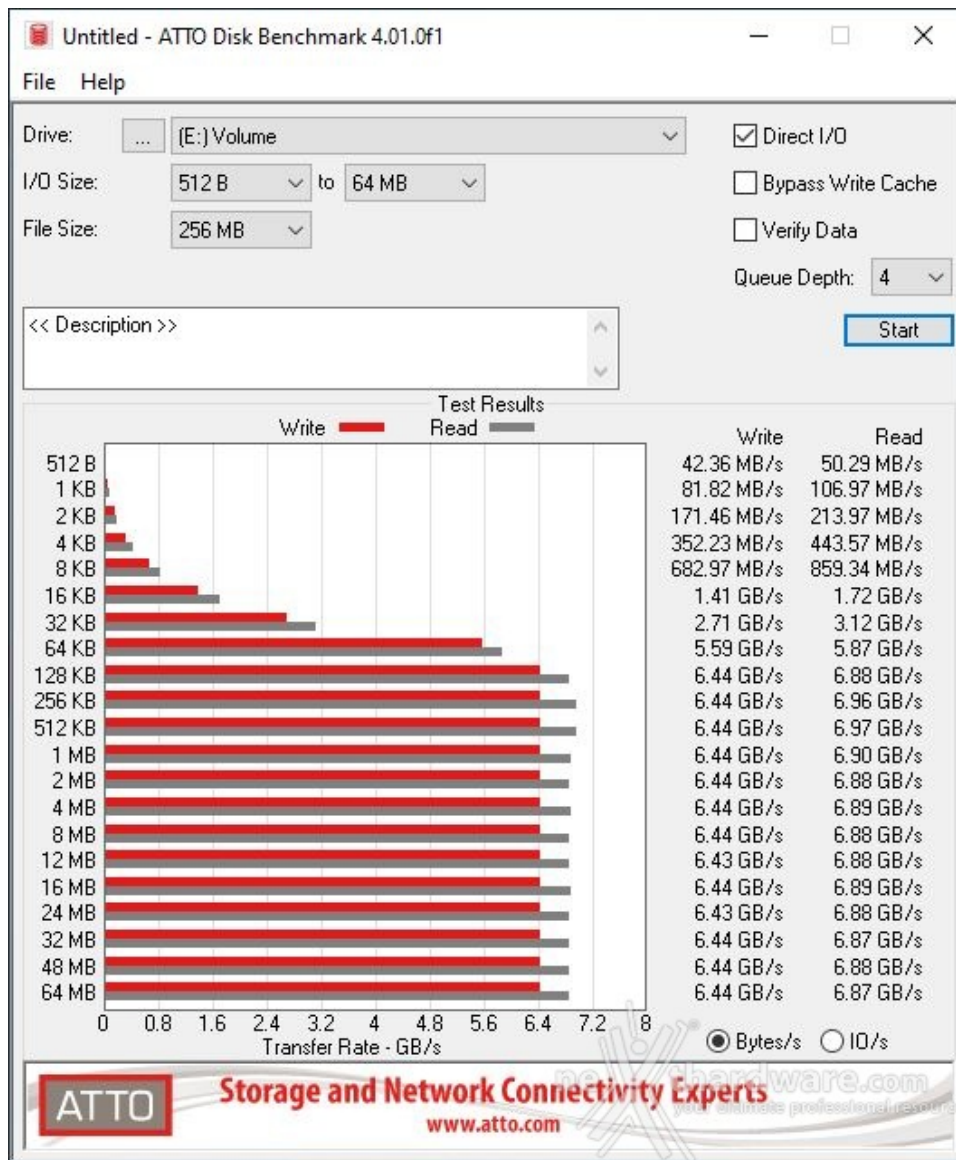 Untitled - ATTO Disk Benchmark 4.01.0f1
File Help
Drive: ... (E:) Volume
Direct I/O
I/O Size: 512 B to 64 MB
Bypass Write Cache
File Size: 256 MB
Verify Data
Queue Depth: 4
<< Description >>
Start
Test Results
Write Read
Write Read
512 B 42.36 MB/s 50.29 MB/s
1 KB 81.82 MB/s 106.97 MB/s
2 KB 171.46 MB/s 213.97 MB/s
4 KB 352.23 MB/s 443.57 MB/s
8 KB 682.97 MB/s 859.34 MB/s
16 KB 1.41 GB/s 1.72 GB/s
32 KB 2.71 GB/s 3.12 GB/s
64 KB 5.59 GB/s 5.87 GB/s
128 KB 6.44 GB/s 6.88 GB/s
256 KB 6.44 GB/s 6.96 GB/s
512 KB 6.44 GB/s 6.97 GB/s
1 MB 6.44 GB/s 6.90 GB/s
2 MB 6.44 GB/s 6.88 GB/s
4 MB 6.44 GB/s 6.89 GB/s
8 MB 6.44 GB/s 6.88 GB/s
12 MB 6.43 GB/s 6.88 GB/s
16 MB 6.44 GB/s 6.89 GB/s
24 MB 6.43 GB/s 6.88 GB/s
32 MB 6.44 GB/s 6.87 GB/s
48 MB 6.44 GB/s 6.88 GB/s
64 MB 6.44 GB/s 6.87 GB/s
0 0.8 1.6 2.4 3.2 4 4.8 5.6 6.4 7.2 8
Transfer Rate - GB/s
Bytes/s IO/s
ATTO
Storage and Network Connectivity Experts
www.atto.com
nexthardware.com
your ultimate professional resource